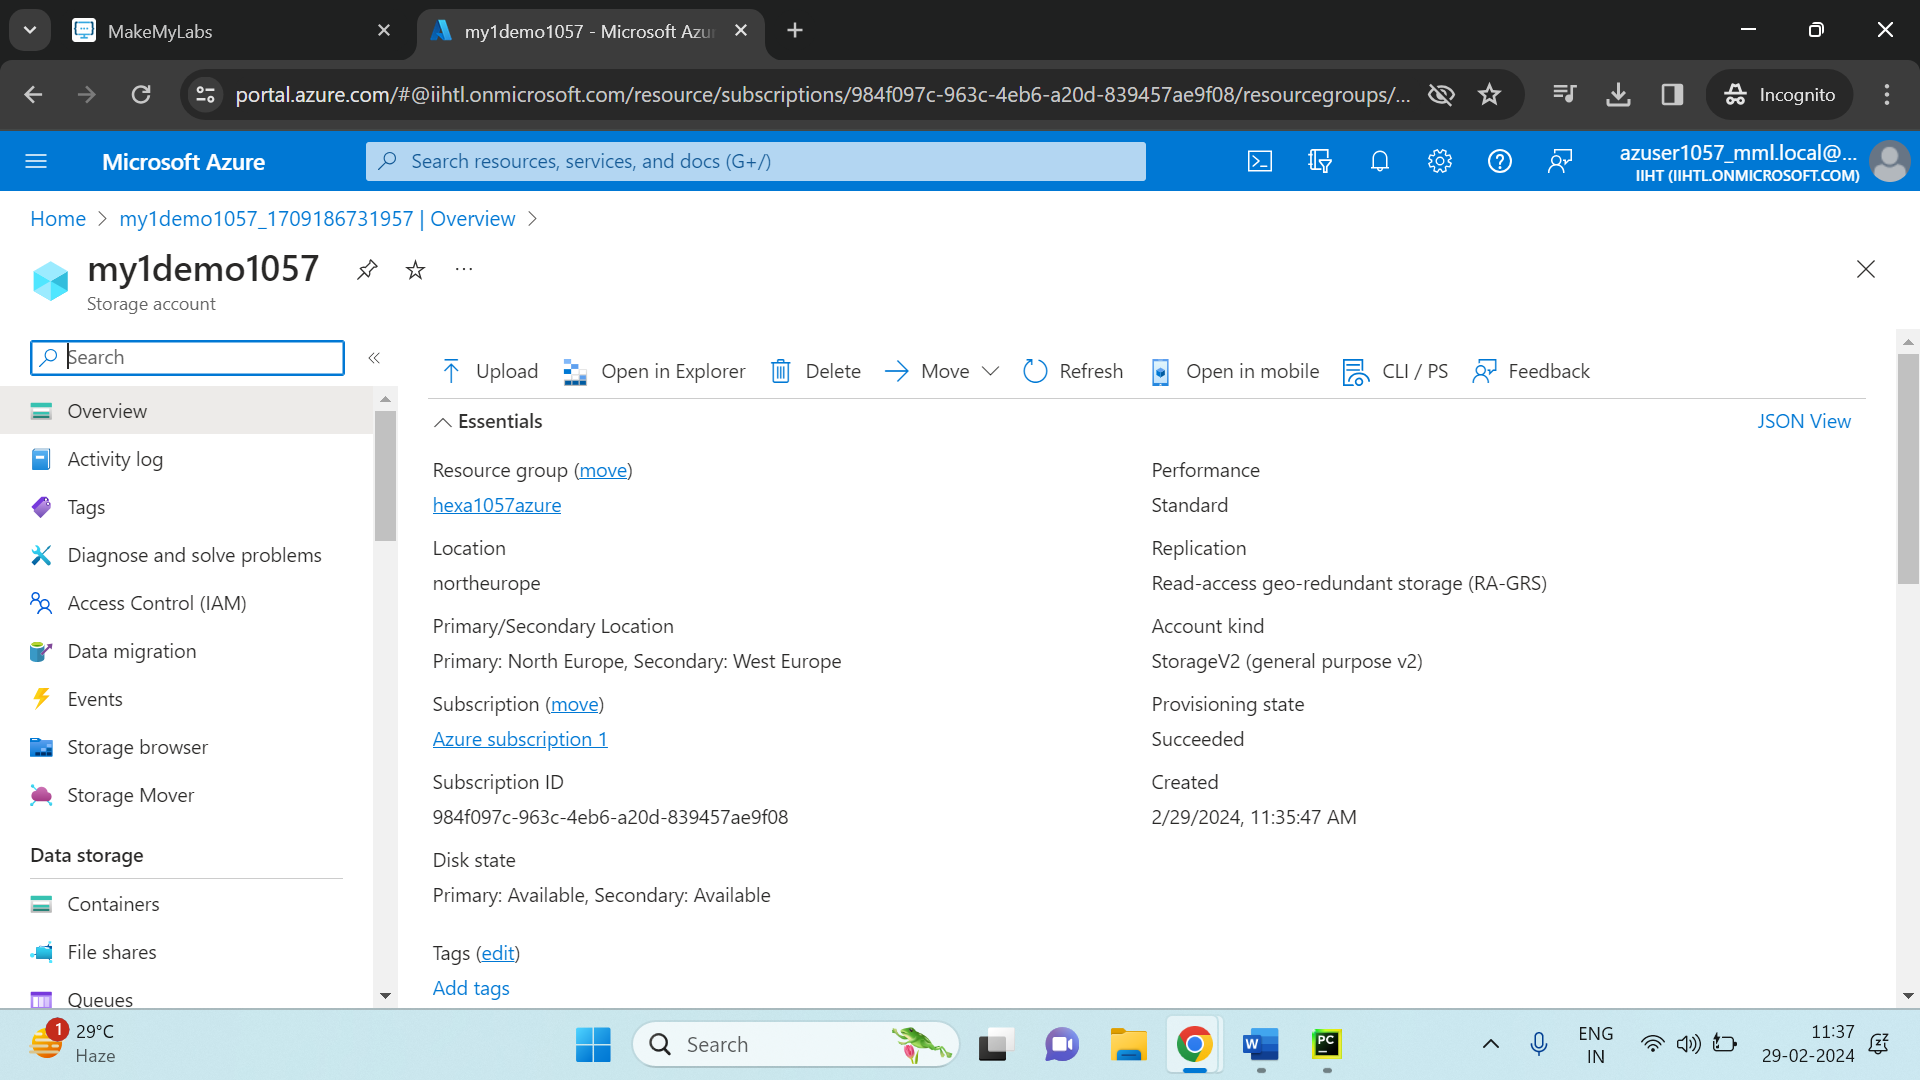 MakeMyLabs
my1demo1057 - Microsoft Azu
portal.azure.com/#@iihtl.onmicrosoft.com/resource/subscriptions/984f097c-963c-4eb6-a20d-839457ae9f08/resourcegroups/...
Incognito
Microsoft Azure
Search resources, services, and docs (G+/)
azuser1057_mml.local@...
IIHT (IIHTL.ONMICROSOFT.COM)
Home > my1demo1057_1709186731957 | Overview >
my1demo1057
Storage account
Search
Overview
Activity log
Tags
Diagnose and solve problems
Access Control (IAM)
Data migration
Events
Storage browser
Storage Mover
Data storage
Containers
File shares
Queues
Upload
Open in Explorer
Delete
Move
Refresh
Open in mobile
CLI / PS
Feedback
Essentials
JSON View
Resource group (move)
hexa1057azure
Location
northeurope
Primary/Secondary Location
Primary: North Europe, Secondary: West Europe
Subscription (move)
Azure subscription 1
Subscription ID
984f097c-963c-4eb6-a20d-839457ae9f08
Disk state
Primary: Available, Secondary: Available
Tags (edit)
Add tags
Performance
Standard
Replication
Read-access geo-redundant storage (RA-GRS)
Account kind
StorageV2 (general purpose v2)
Provisioning state
Succeeded
Created
2/29/2024, 11:35:47 AM
1
29°C
Haze
Search
W
PC
ENG
IN
11:37
29-02-2024